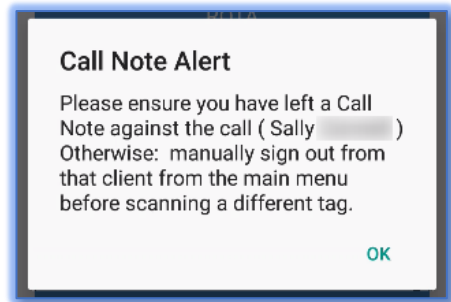 ROTA
Call Note Alert
Please ensure you have left a Call
Note against the call ( Sally )
Otherwise: manually sign out from
that client from the main menu
before scanning a different tag.
OK